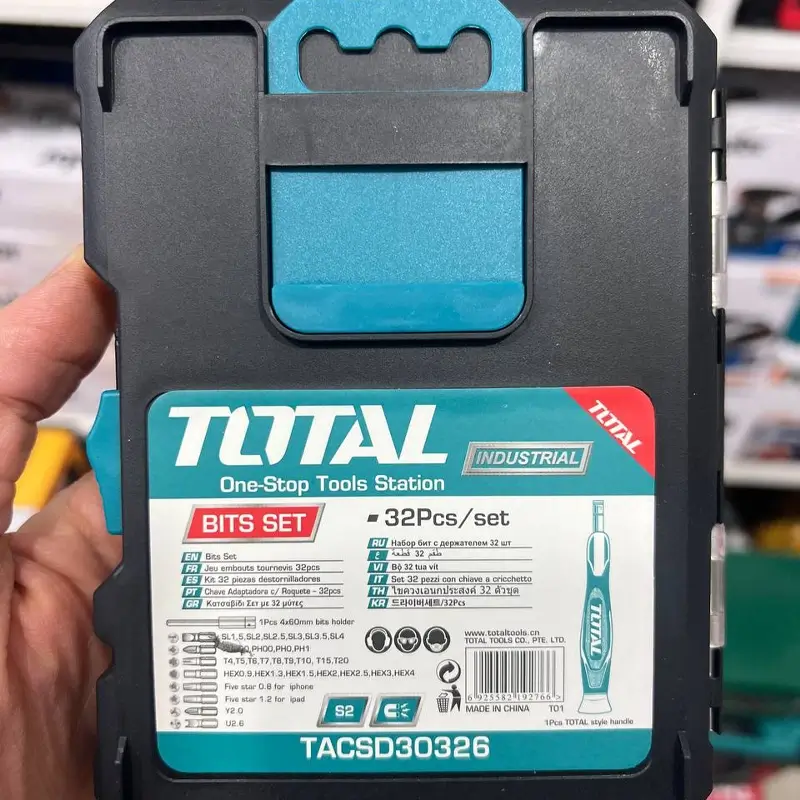 TOTAL
One-Stop Tools Station
INDUSTRIAL
TOTAL
BITS SET
32Pcs/set
EN Bits Set
FR Jeu embouts tournevis 32pcs
ES Kit 32 piezas destornilladores
PT Chave Adaptadora c/ Roquete - 32pcs
GR Κατσαβίδι Σετ με 32 μύτες
RU Набор бит с держателем 32 шт
ع طقم 32 قطعة
VI Bộ 32 tua vít
IT Set 32 pezzi con chiave a cricchetto
TH ไขควงเอนกประสงค์ 32 ตัวชุด
KR 드라이버세트/32Pcs
1Pcs 4x60mm bits holder
SL1.5,SL2,SL2.5,SL3,SL3.5,SL4
PH00,PH0,PH1
T4,T5,T6,T7,T8,T9,T10, T15,T20
HEX0.9,HEX1.3,HEX1.5,HEX2,HEX2.5,HEX3,HEX4
Five star 0.8 for iphone
Five star 1.2 for ipad
Y2.0
U2.6
S2
www.totaltools.cn
TOTAL TOOLS CO., PTE. LTD.
6 925582 192766 >
MADE IN CHINA T01
TOTAL
1Pcs TOTAL style handle
TACSD30326